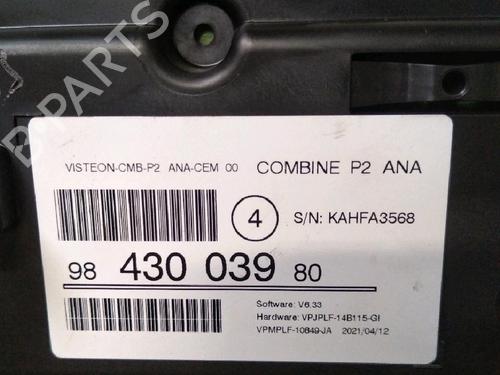 VISTEON-CMB-P2 ANA-CEM 00 COMBINE P2 ANA
4 S/N: KAHFA3568
98 430 039 80
Software: V6.33
Hardware: VPJPLF-14B115-GI
VPMPLF-10849-JA 2021/04/12
B-PARTS